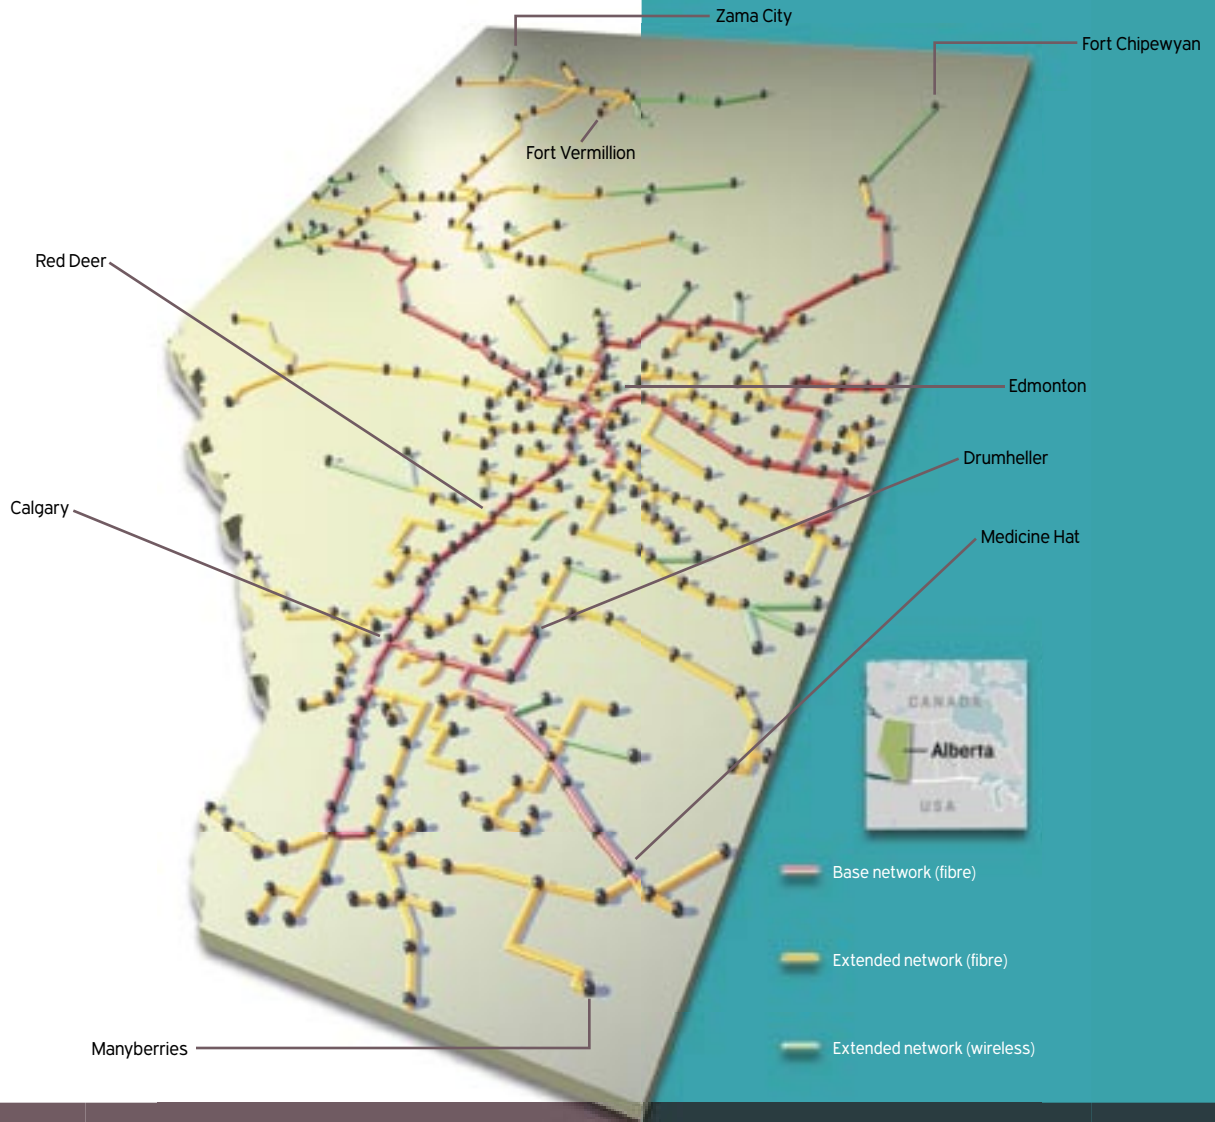 Zama City
Fort Chipewyan
Fort Vermillion
Red Deer
Edmonton
Drumheller
Calgary
Medicine Hat
CANADA
Alberta
USA
Base network (fibre)
Extended network (fibre)
Extended network (wireless)
Manyberries